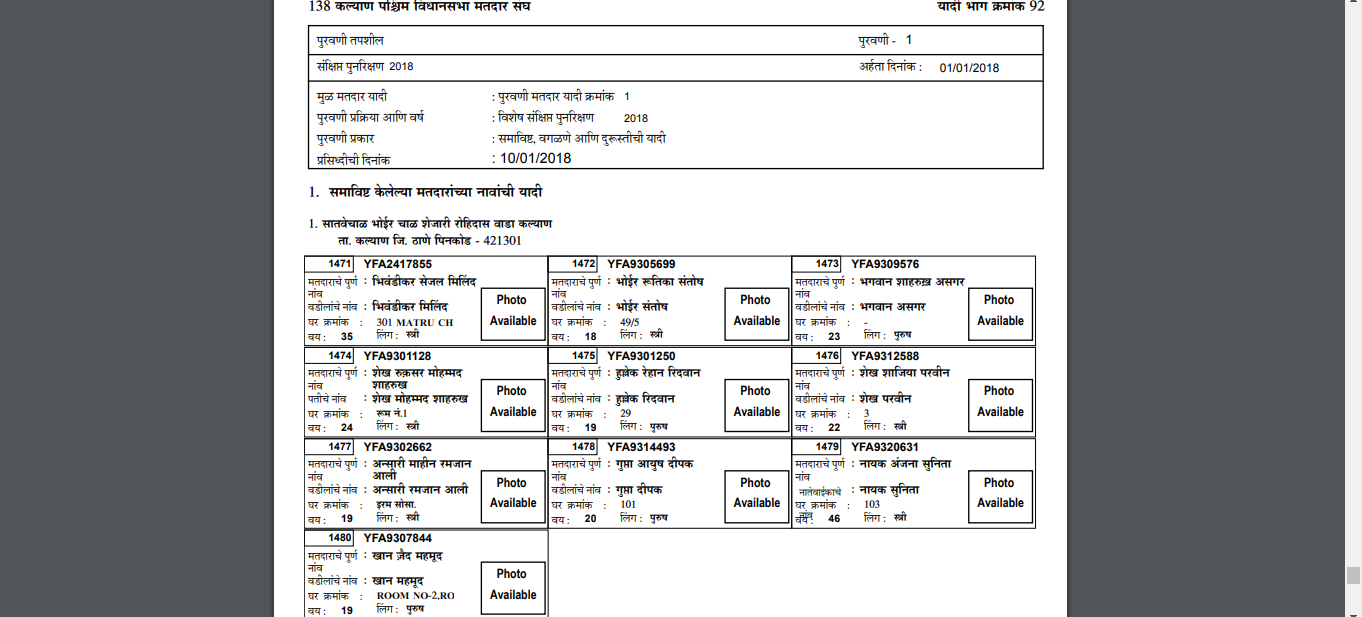 138 कल्याण पश्चिम विधानसभा मतदार संघ यादी भाग क्रमांक 92
पुरवणी तपशील पुरवणी - 1
संक्षिप्त पुनरिक्षण 2018 अर्हता दिनांक : 01/01/2018
मुळ मतदार यादी : पुरवणी मतदार यादी क्रमांक 1
पुरवणी प्रक्रिया आणि वर्ष : विशेष संक्षिप्त पुनरिक्षण 2018
पुरवणी प्रकार : समाविष्ट, वगळणे आणि दुरूस्तीची यादी
प्रसिध्दीची दिनांक : 10/01/2018
1. समाविष्ट केलेल्या मतदारांच्या नावांची यादी
1. सातवेचाळ भोईर चाळ शेजारी रोहिदास वाडा कल्याण
ता. कल्याण जि. ठाणे पिनकोड - 421301
1471 YFA2417855
मतदाराचे पुर्ण : भिवंडीकर सेजल मिलिंद
नांव
वडीलांचे नांव : भिवंडीकर मिलिंद
घर क्रमांक : 301 MATRU CH
वय : 35 लिंग : स्त्री
Photo
Available
1472 YFA9305699
मतदाराचे पुर्ण : भोईर रूतिका संतोष
नांव
वडीलांचे नांव : भोईर संतोष
घर क्रमांक : 49/5
वय : 18 लिंग : स्त्री
Photo
Available
1473 YFA9309576
मतदाराचे पुर्ण : भगवान शाहरुख असगर
नांव
वडीलांचे नांव : भगवान असगर
घर क्रमांक : -
वय : 23 लिंग : पुरुष
Photo
Available
1474 YFA9301128
मतदाराचे पुर्ण : शेख रुक़सर मोहम्मद
नांव शाहरुख
पतीचे नांव : शेख मोहम्मद शाहरुख
घर क्रमांक : रूम नं.1
वय : 24 लिंग : स्त्री
Photo
Available
1475 YFA9301250
मतदाराचे पुर्ण : हुल्लेक रेहान रिदवान
नांव
वडीलांचे नांव : हुल्लेक रिदवान
घर क्रमांक : 29
वय : 19 लिंग : पुरुष
Photo
Available
1476 YFA9312588
मतदाराचे पुर्ण : शेख शाजिया परवीन
नांव
वडीलांचे नांव : शेख परवीन
घर क्रमांक : 3
वय : 22 लिंग : स्त्री
Photo
Available
1477 YFA9302662
मतदाराचे पुर्ण : अन्सारी माहीन रमजान
नांव आली
वडीलांचे नांव : अन्सारी रमजान आली
घर क्रमांक : इरम सोसा.
वय : 19 लिंग : स्त्री
Photo
Available
1478 YFA9314493
मतदाराचे पुर्ण : गुप्ता आयुष दीपक
नांव
वडीलांचे नांव : गुप्ता दीपक
घर क्रमांक : 101
वय : 20 लिंग : पुरुष
Photo
Available
1479 YFA9320631
मतदाराचे पुर्ण : नायक अंजना सुनिता
नांव
नातेवाईकाचे : नायक सुनिता
नांव
घर क्रमांक : 103
वय : 46 लिंग : स्त्री
Photo
Available
1480 YFA9307844
मतदाराचे पुर्ण : खान ज़ैद महमूद
नांव
वडीलांचे नांव : खान महमूद
घर क्रमांक : ROOM NO-2,RO
वय : 19 लिंग : पुरुष
Photo
Available